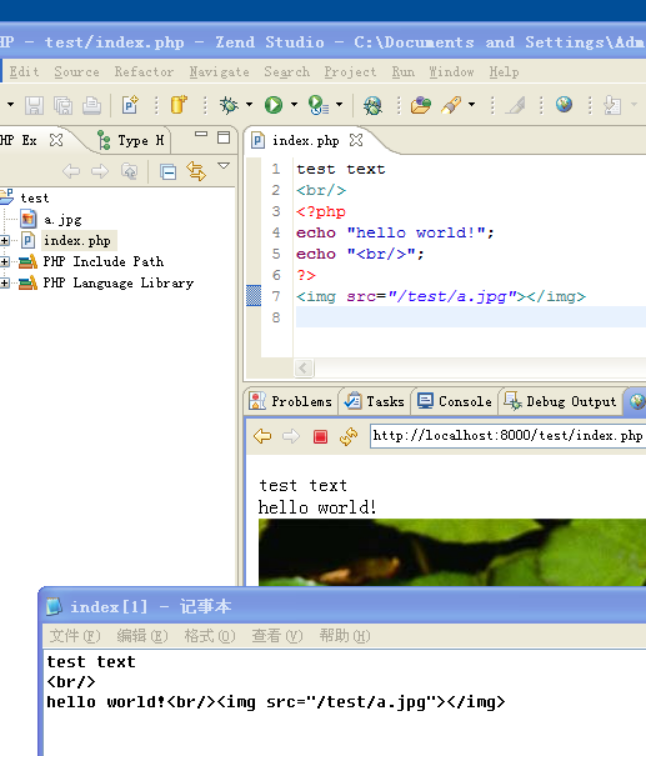 HP - test/index.php - Zend Studio - C:\Documents and Settings\Adm
Edit Source Refactor Navigate Search Project Run Window Help
HP Ex
Type H
test
a.jpg
index.php
PHP Include Path
PHP Language Library
index.php
1 test text
2 <br/>
3 <?php
4 echo "hello world!";
5 echo "<br/>";
6 ?>
7 <img src="/test/a.jpg"></img>
8
Problems Tasks Console Debug Output
http://localhost:8000/test/index.php
test text
hello world!
index[1] - 记事本
文件(F) 编辑(E) 格式(O) 查看(V) 帮助(H)
test text
<br/>
hello world!<br/><img src="/test/a.jpg"></img>